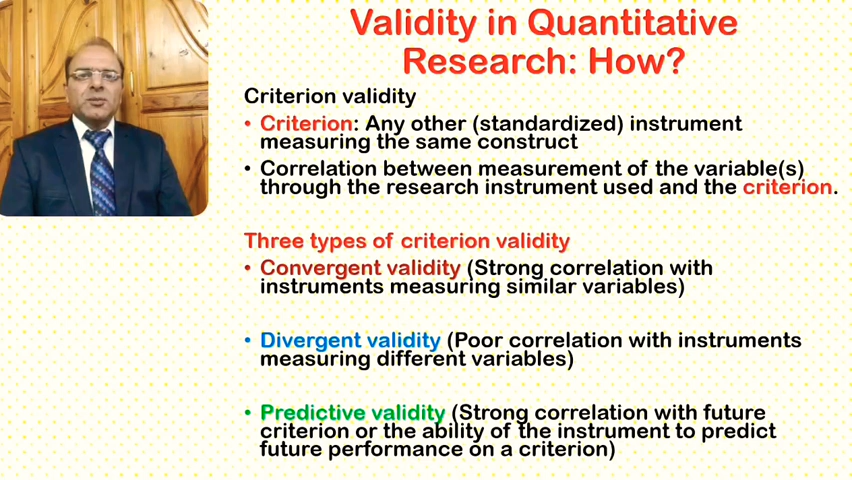 Validity in Quantitative
Research: How?
Criterion validity
• Criterion: Any other (standardized) instrument
measuring the same construct
• Correlation between measurement of the variable(s)
through the research instrument used and the criterion.
Three types of criterion validity
• Convergent validity (Strong correlation with
instruments measuring similar variables)
• Divergent validity (Poor correlation with instruments
measuring different variables)
• Predictive validity (Strong correlation with future
criterion or the ability of the instrument to predict
future performance on a criterion)